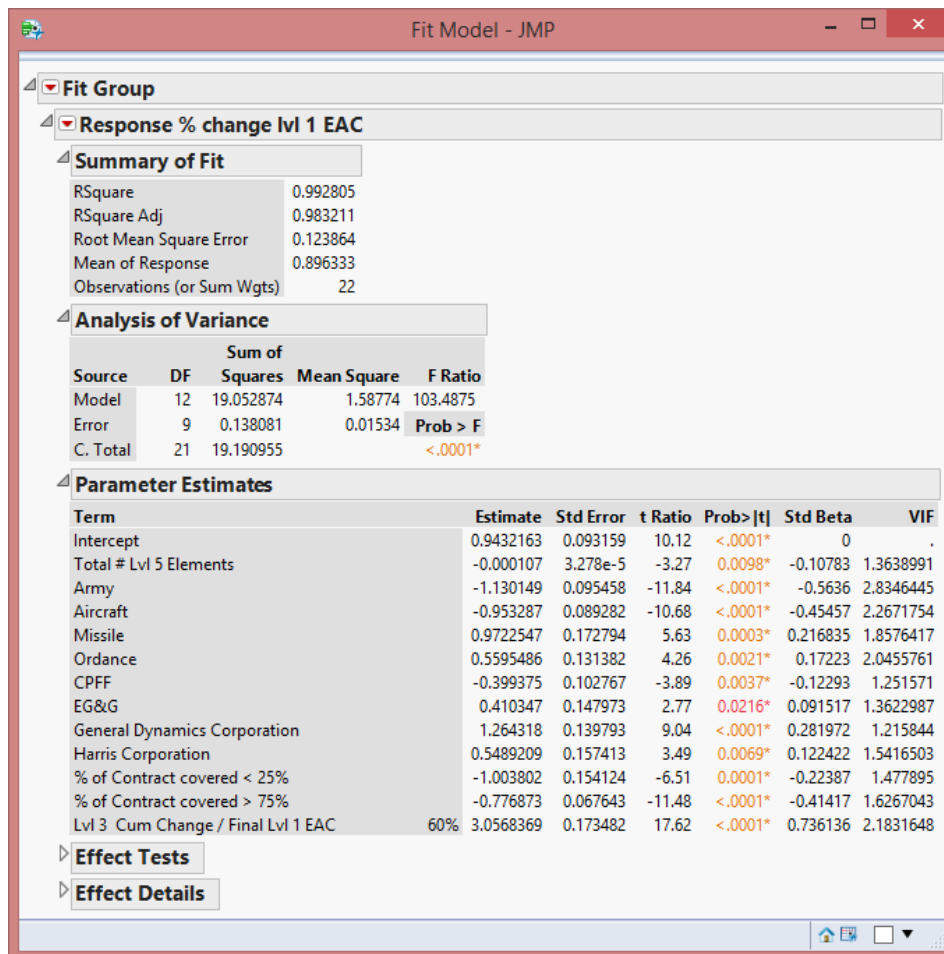 Fit Model - JMP
Fit Group
Response % change lvl 1 EAC
Summary of Fit
RSquare 0.992805
RSquare Adj 0.983211
Root Mean Square Error 0.123864
Mean of Response 0.896333
Observations (or Sum Wgts) 22
Analysis of Variance
Sum of
Source DF Squares Mean Square F Ratio
Model 12 19.052874 1.58774 103.4875
Error 9 0.138081 0.01534 Prob > F
C. Total 21 19.190955 <.0001*
Parameter Estimates
Term Estimate Std Error t Ratio Prob>|t| Std Beta VIF
Intercept 0.9432163 0.093159 10.12 <.0001* 0 .
Total # Lvl 5 Elements -0.000107 3.278e-5 -3.27 0.0098* -0.10783 1.3638991
Army -1.130149 0.095458 -11.84 <.0001* -0.5636 2.8346445
Aircraft -0.953287 0.089282 -10.68 <.0001* -0.45457 2.2671754
Missile 0.9722547 0.172794 5.63 0.0003* 0.216835 1.8576417
Ordance 0.5595486 0.131382 4.26 0.0021* 0.17223 2.0455761
CPFF -0.399375 0.102767 -3.89 0.0037* -0.12293 1.251571
EG&G 0.410347 0.147973 2.77 0.0216* 0.091517 1.3622987
General Dynamics Corporation 1.264318 0.139793 9.04 <.0001* 0.281972 1.215844
Harris Corporation 0.5489209 0.157413 3.49 0.0069* 0.122422 1.5416503
% of Contract covered < 25% -1.003802 0.154124 -6.51 0.0001* -0.22387 1.477895
% of Contract covered > 75% -0.776873 0.067643 -11.48 <.0001* -0.41417 1.6267043
Lvl 3 Cum Change / Final Lvl 1 EAC 60% 3.0568369 0.173482 17.62 <.0001* 0.736136 2.1831648
Effect Tests
Effect Details